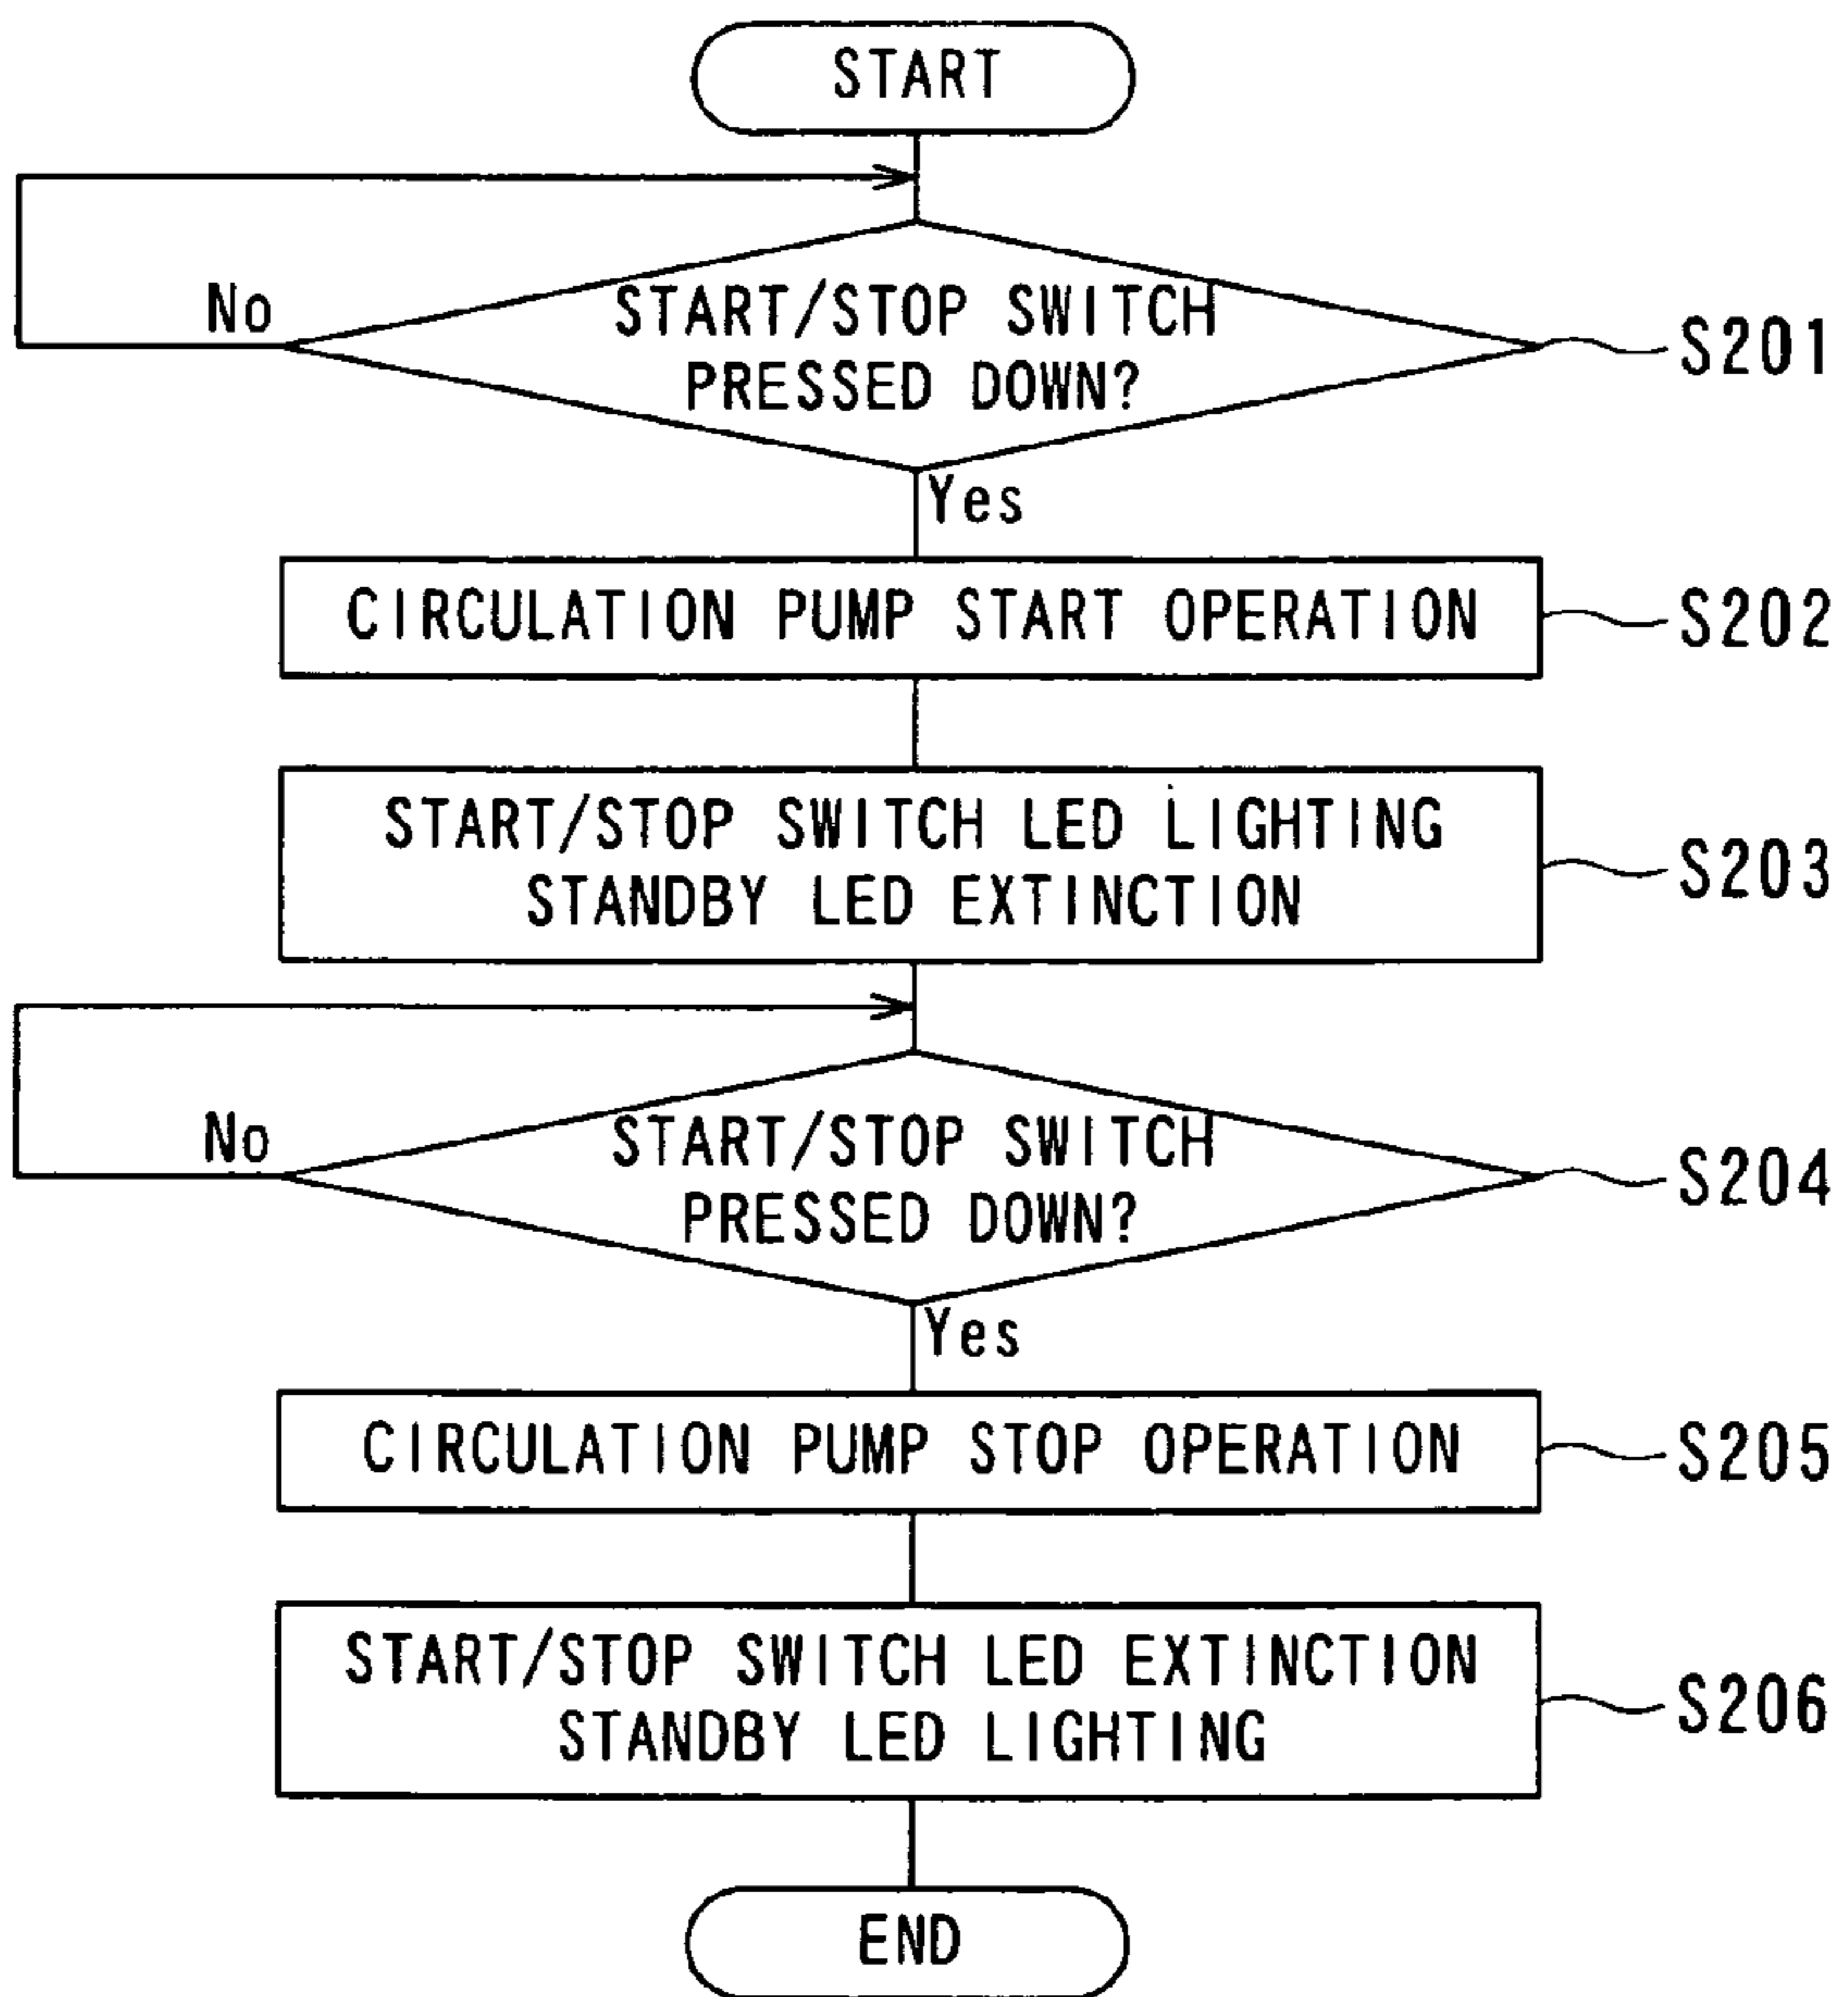 START
No
START/STOP SWITCH
PRESSED DOWN?
S201
Yes
CIRCULATION PUMP START OPERATION
S202
START/STOP SWITCH LED LIGHTING
STANDBY LED EXTINCTION
S203
No
START/STOP SWITCH
PRESSED DOWN?
S204
Yes
CIRCULATION PUMP STOP OPERATION
S205
START/STOP SWITCH LED EXTINCTION
STANDBY LED LIGHTING
S206
END